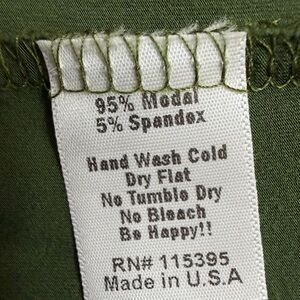 95% Modal
5% Spandex
Hand Wash Cold
Dry Flat
No Tumble Dry
No Bleach
Be Happy!!
RN# 115395
Made in U.S.A